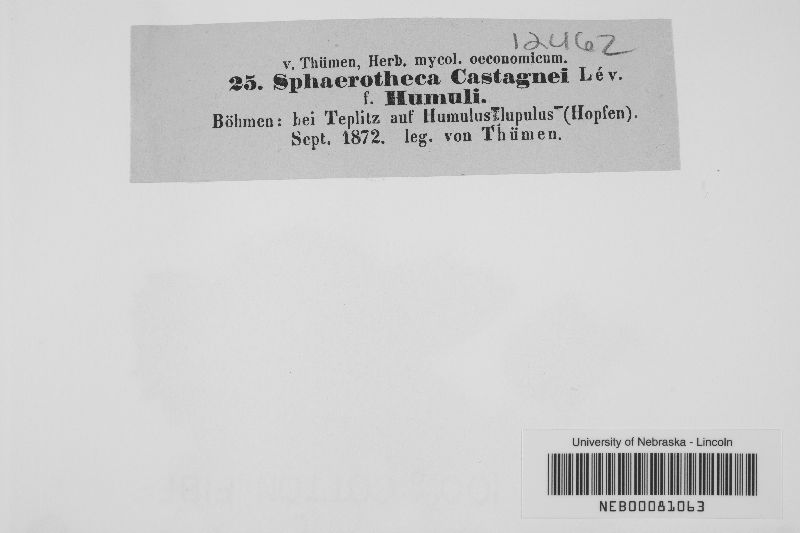 12462
v. Thümen, Herb. mycol. oeconomicum.
25. Sphaerotheca Castagnei Lév.
f. Humuli.
Böhmen: bei Teplitz auf Humulus lupulus (Hopfen).
Sept. 1872. leg. von Thümen.
University of Nebraska - Lincoln
NEB00081063